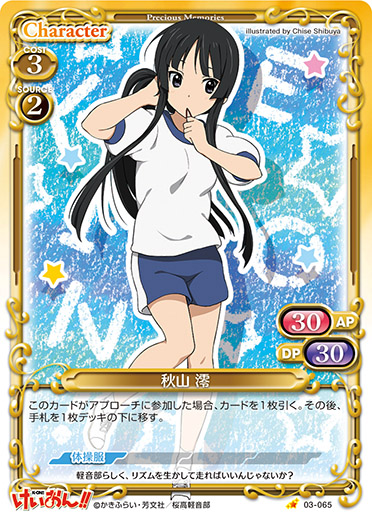 Precious Memories
Character
illustrated by Chise Shibuya
COST
3
SOURCE
2
30 AP
DP 30
秋山 澪
このカードがアプローチに参加した場合、カードを1枚引く。その後、
手札を1枚デッキの下に移す。
体操服
軽音部らしく、リズムを生かして走ればいいんじゃないか?
K-ON!
けいおん!!
©かきふらい・芳文社/桜高軽音部
03-065